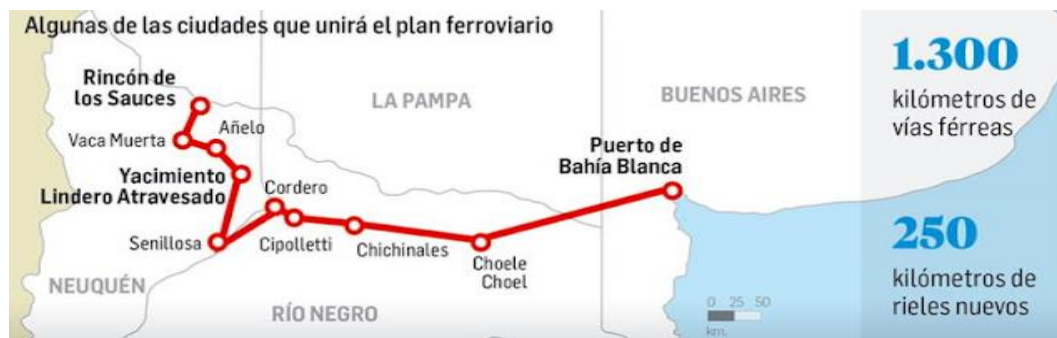 Algunas de las ciudades que unirá el plan ferroviario
Rincón de
los Sauces
Vaca Muerta
Añelo
Yacimiento
Lindero Atravesado
Cordero
Senillosa
Cipolletti
Chichinales
Choele
Choel
Puerto de
Bahía Blanca
NEUQUÉN
RÍO NEGRO
LA PAMPA
BUENOS AIRES
0 25 50
km.
1.300
kilómetros de
vías férreas
250
kilómetros de
rieles nuevos